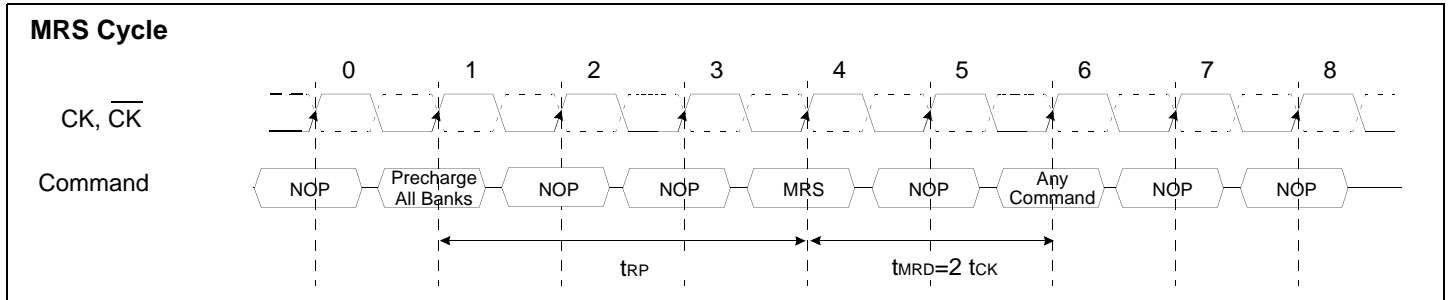 MRS Cycle
0 1 2 3 4 5 6 7 8
CK, C̅K̅
Command NOP Precharge All Banks NOP NOP MRS NOP Any Command NOP NOP
tRP tMRD=2 tCK